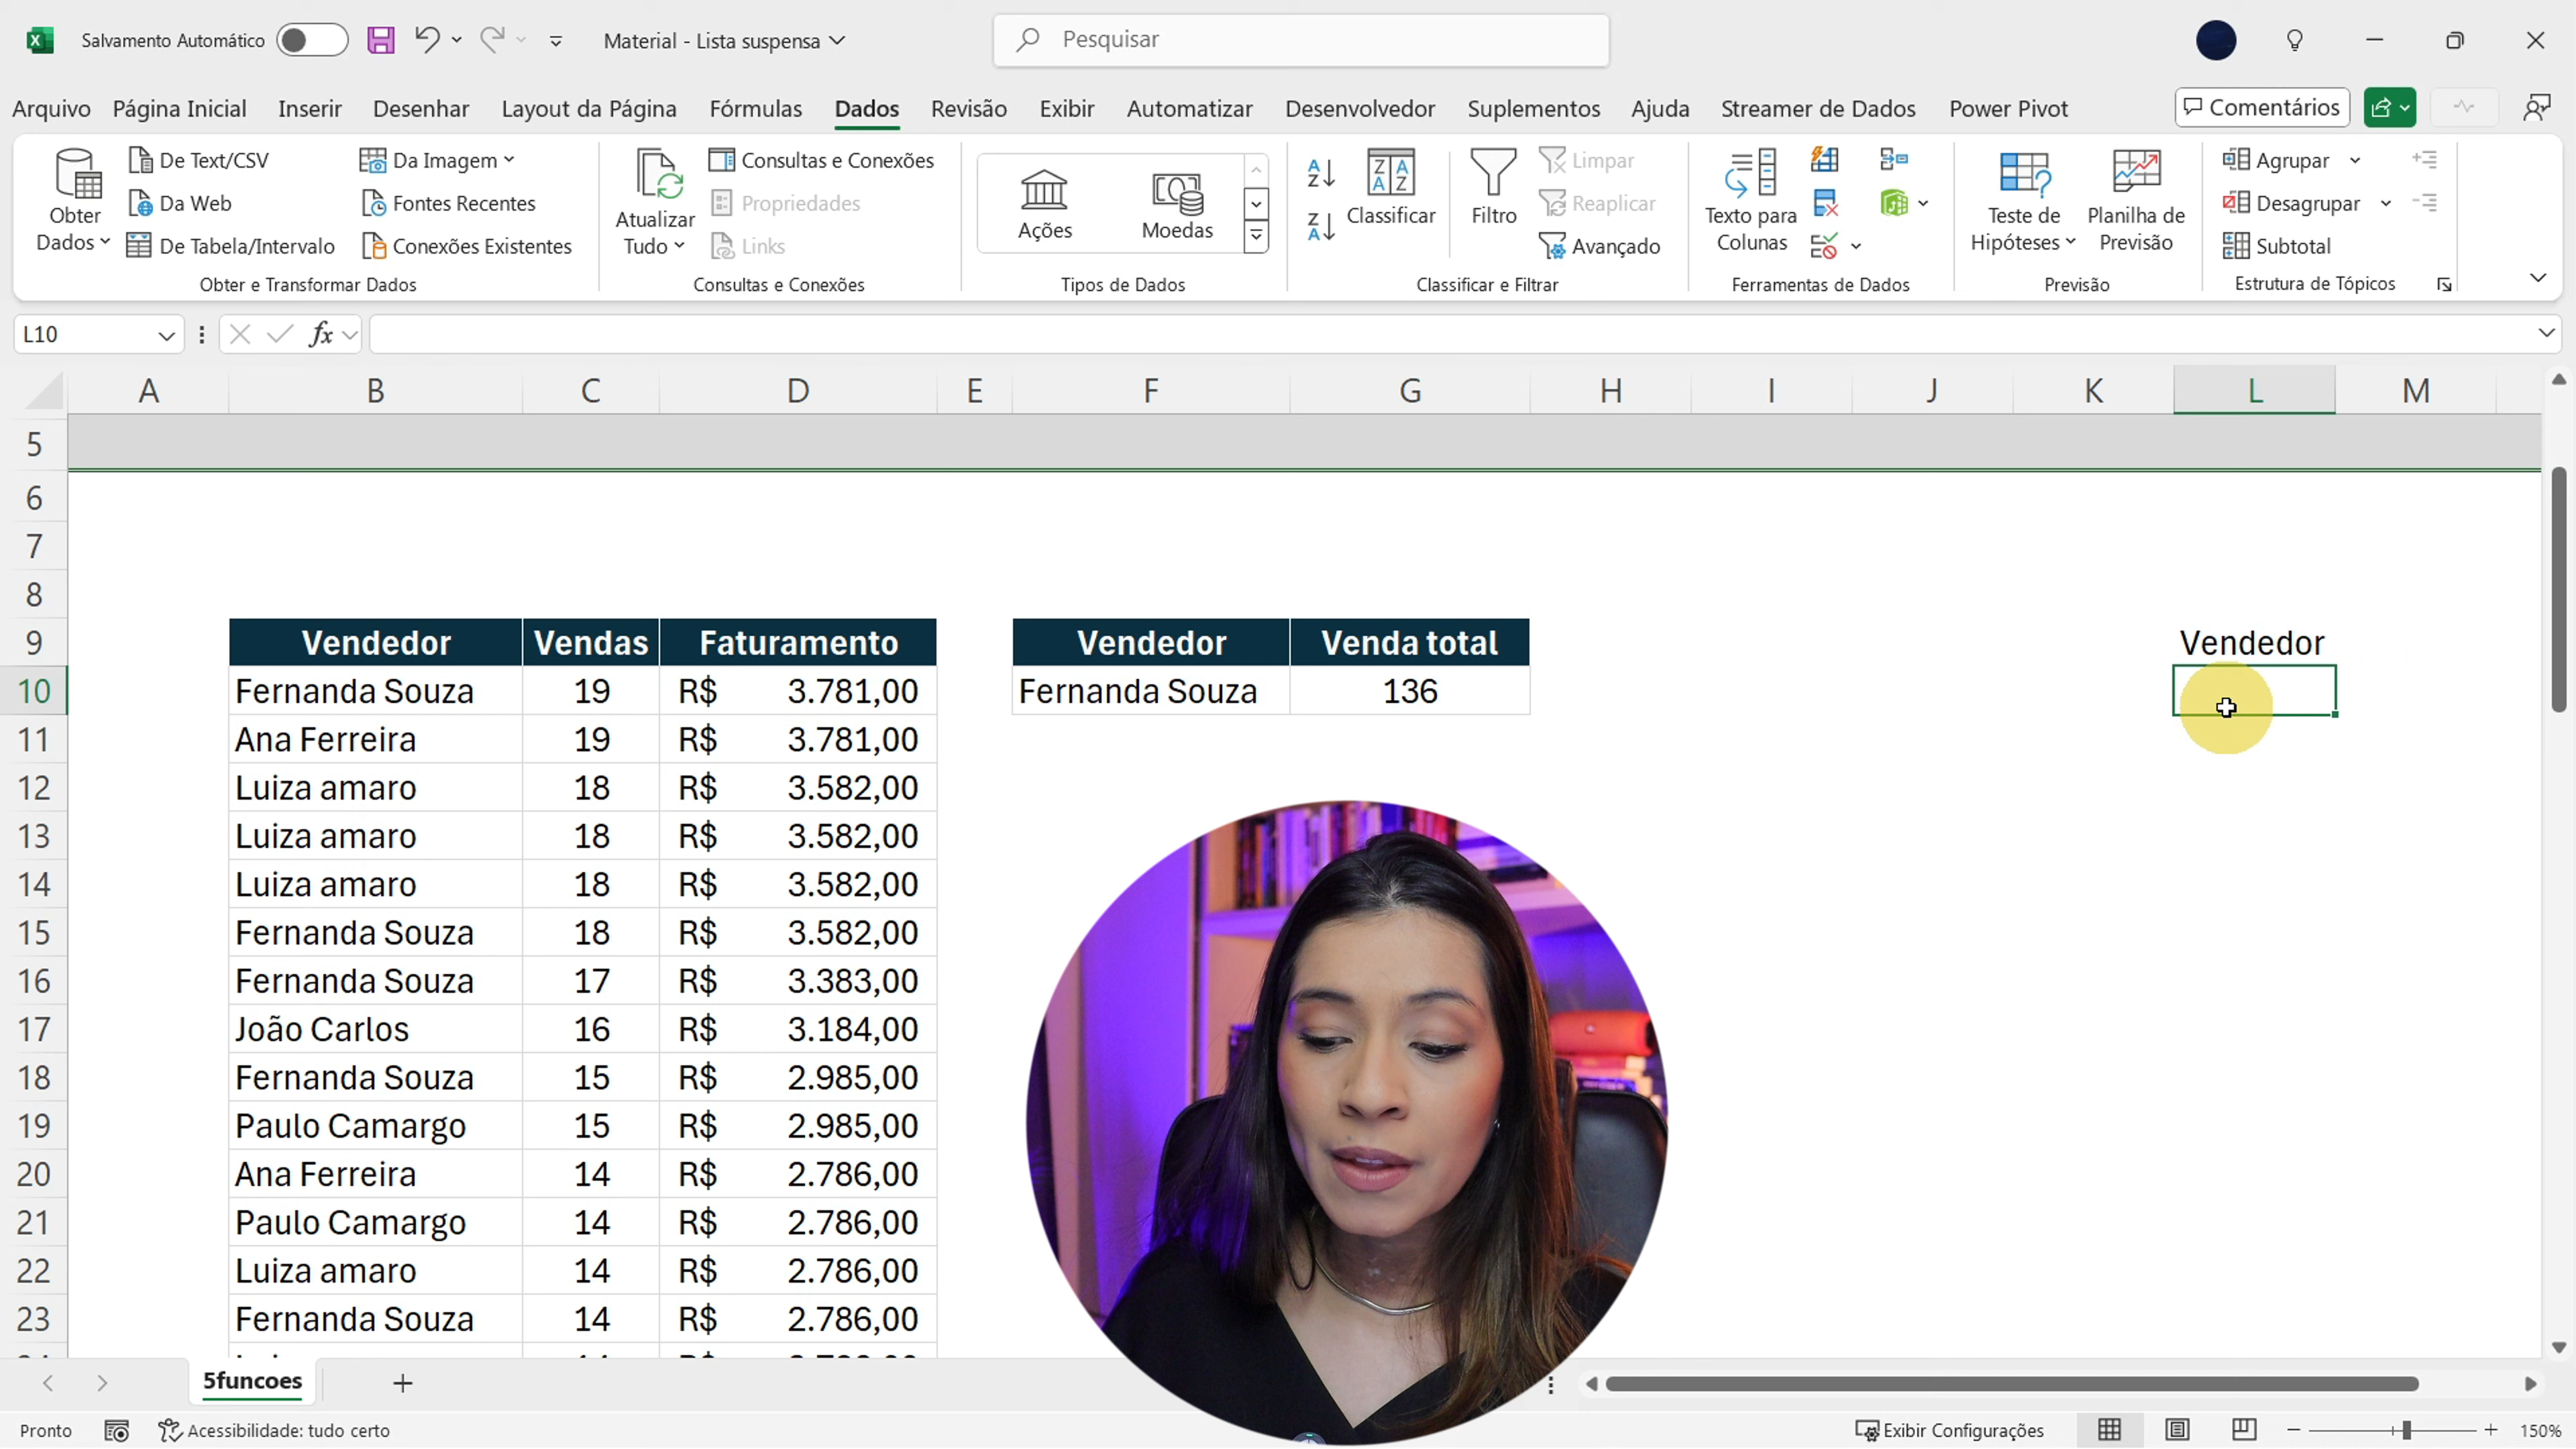 Salvamento Automático
Material - Lista suspensa
Pesquisar
Arquivo Página Inicial Inserir Desenhar Layout da Página Fórmulas Dados Revisão Exibir Automatizar Desenvolvedor Suplementos Ajuda Streamer de Dados Power Pivot Comentários
Obter Dados
De Text/CSV
Da Web
De Tabela/Intervalo
Da Imagem
Fontes Recentes
Conexões Existentes
Obter e Transformar Dados
Atualizar Tudo
Consultas e Conexões
Propriedades
Links
Consultas e Conexões
Ações
Moedas
Tipos de Dados
Classificar
Filtro
Limpar
Reaplicar
Avançado
Classificar e Filtrar
Texto para Colunas
Ferramentas de Dados
Teste de Hipóteses
Planilha de Previsão
Previsão
Agrupar
Desagrupar
Subtotal
Estrutura de Tópicos
L10
fx
A B C D E F G H I J K L M
5
6
7
8
9 Vendedor Vendas Faturamento Vendedor Venda total Vendedor
10 Fernanda Souza 19 R$ 3.781,00 Fernanda Souza 136
11 Ana Ferreira 19 R$ 3.781,00
12 Luiza amaro 18 R$ 3.582,00
13 Luiza amaro 18 R$ 3.582,00
14 Luiza amaro 18 R$ 3.582,00
15 Fernanda Souza 18 R$ 3.582,00
16 Fernanda Souza 17 R$ 3.383,00
17 João Carlos 16 R$ 3.184,00
18 Fernanda Souza 15 R$ 2.985,00
19 Paulo Camargo 15 R$ 2.985,00
20 Ana Ferreira 14 R$ 2.786,00
21 Paulo Camargo 14 R$ 2.786,00
22 Luiza amaro 14 R$ 2.786,00
23 Fernanda Souza 14 R$ 2.786,00
5funcoes
Pronto
Acessibilidade: tudo certo
Exibir Configurações
150%